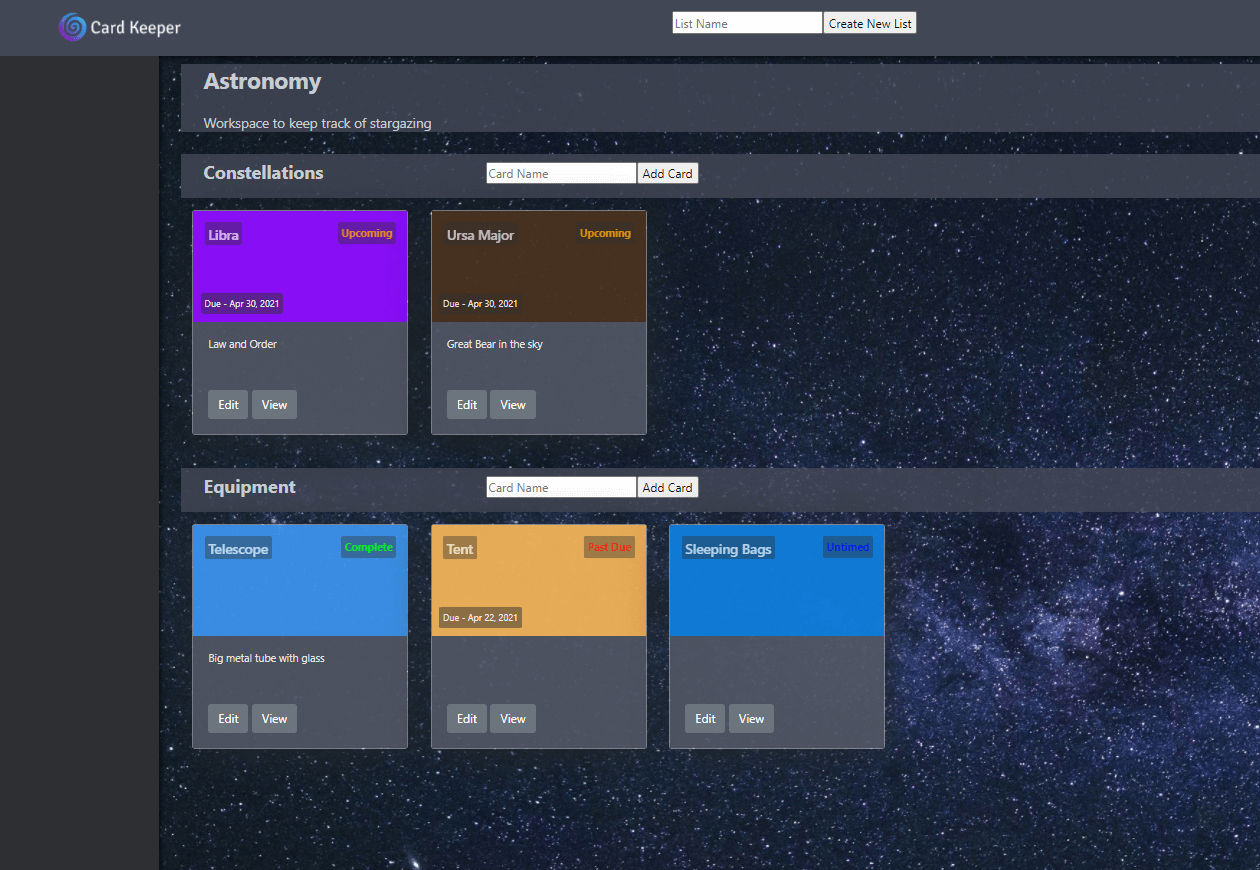 Card Keeper
List Name
Create New List
Astronomy
Workspace to keep track of stargazing
Constellations
Card Name
Add Card
Libra
Upcoming
Due - Apr 30, 2021
Law and Order
Edit
View
Ursa Major
Upcoming
Due - Apr 30, 2021
Great Bear in the sky
Edit
View
Equipment
Card Name
Add Card
Telescope
Complete
Big metal tube with glass
Edit
View
Tent
Past Due
Due - Apr 22, 2021
Edit
View
Sleeping Bags
Untimed
Edit
View